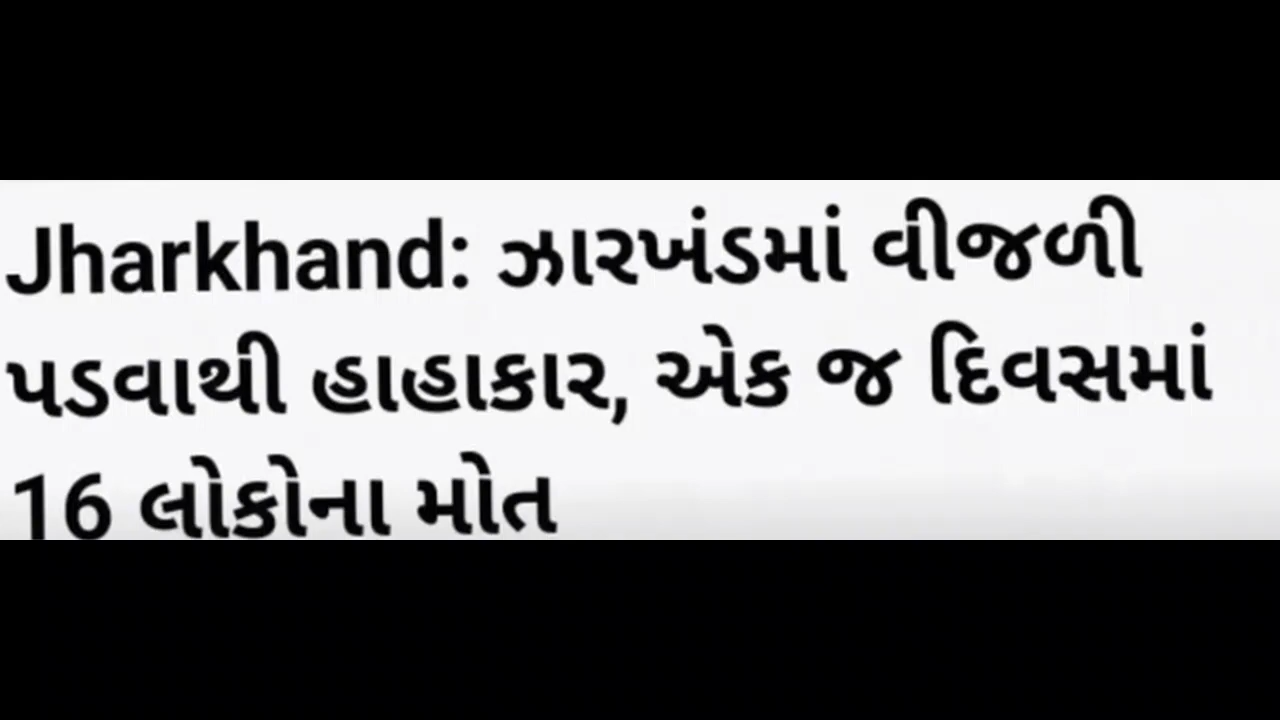 Jharkhand: ઝારખંડમાં વીજળી
પડવાથી હાહાકાર, એક જ દિવસમાં
16 લોકોના મોત